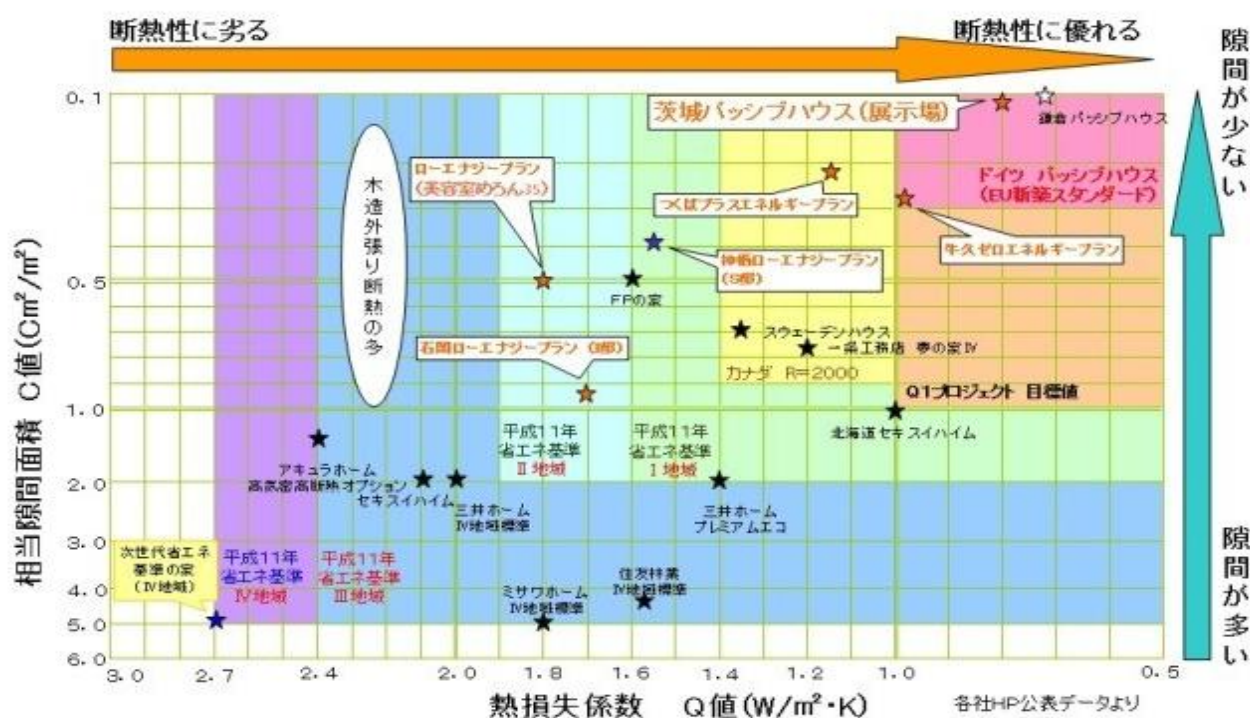 断熱性に劣る
断熱性に優れる
隙間が少ない
0.1
茨城パッシブハウス(展示場)
鎌倉パッシブハウス
ローエナジープラン
(美容室めろん35)
木造外張り断熱の多
つくばプラスエネルギープラン
ドイツ パッシブハウス
(EU新築スタンダード)
神栖ローエナジープラン
(S邸)
牛久ゼロエネルギープラン
相当隙間面積 C値(Cm²/m²)
0.5
FPの家
スウェーデンハウス
一条工務店 夢の家Ⅳ
カナダ R=2000
Q1プロジェクト 目標値
1.0
北海道セキスイハイム
平成11年
省エネ基準
Ⅱ地域
平成11年
省エネ基準
Ⅰ地域
アキュラホーム
高気密高断熱オプション
セキスイハイム
2.0
三井ホーム
Ⅳ地域標準
三井ホーム
プレミアムエコ
3.0
次世代省エネ
基準の家
(Ⅳ地域)
平成11年
省エネ基準
Ⅳ地域
平成11年
省エネ基準
Ⅲ地域
ミサワホーム
Ⅳ地域標準
住友林業
Ⅳ地域標準
4.0
5.0
6.0
隙間が多い
3.0 2.7 2.4 2.0 1.8 1.6 1.4 1.0 0.5
熱損失係数 Q値(W/m²・K)
各社HP公表データより